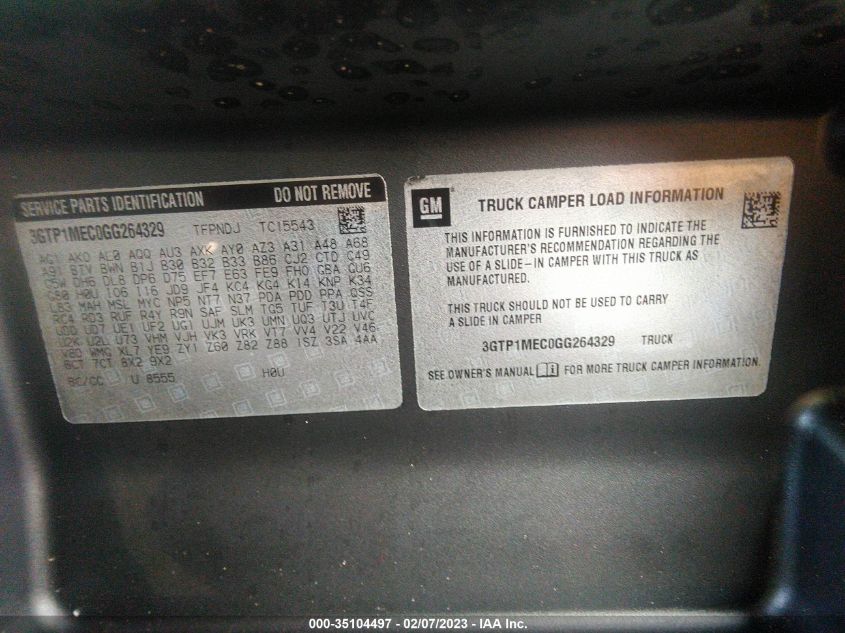 SERVICE PARTS IDENTIFICATION DO NOT REMOVE
3GTP1MEC0GG264329 TFPNDJ TC15543
AG1 AKO AL0 AQQ AU3 AXK AY0 AZ3 A31 A48 A68
A91 BTV BWN B1J B30 B32 B33 B86 CJ2 CTD C49
C5W DH6 DL8 DP6 D75 EF7 E63 FE9 FHO GBA GU6
G80 H0U IO6 I16 JD9 JF4 KC4 KG4 K14 KNP K34
L83 MAH MSL MYC NP5 NT7 N37 PDA PDD PPA QSS
RC4 RD3 RUF R4Y R9N SAF SLM TG5 TUF T3U T4F
UDD UD7 UE1 UF2 UG1 UJM UK3 UMN UQ3 UTJ UVC
U2K U2L U73 VHM VJH VK3 VRK VT7 VV4 V22 V46
V8G WMG XL7 YE9 ZY1 Z60 Z82 Z88 1SZ 3SA 4AA
6CT 7CT 8X2 9X2
BC/CC U 8555 H0U
GM
TRUCK CAMPER LOAD INFORMATION
THIS INFORMATION IS FURNISHED TO INDICATE THE
MANUFACTURER'S RECOMMENDATION REGARDING THE
USE OF A SLIDE-IN CAMPER WITH THIS TRUCK AS
MANUFACTURED.
THIS TRUCK SHOULD NOT BE USED TO CARRY
A SLIDE IN CAMPER
3GTP1MEC0GG264329 TRUCK
SEE OWNER'S MANUAL FOR MORE TRUCK CAMPER INFORMATION.
000-35104497 - 02/07/2023 - IAA Inc.